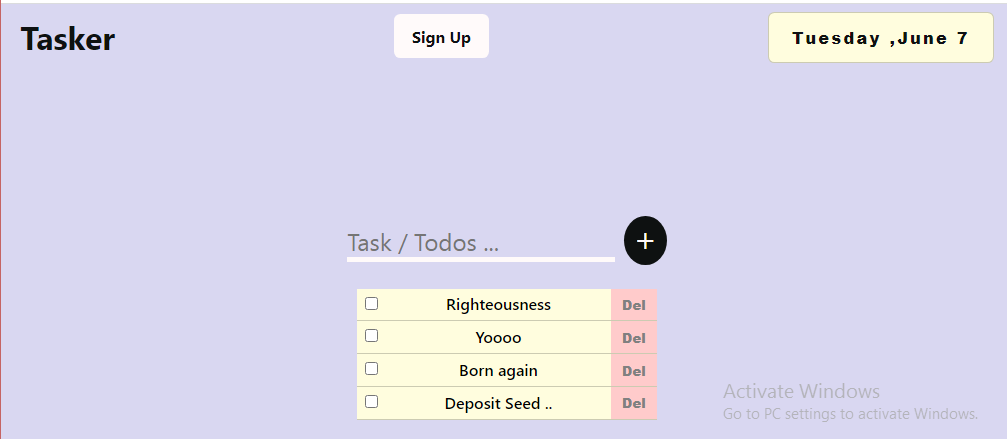 Tasker
Sign Up
Tuesday ,June 7
Task / Todos ...
+
Righteousness
Del
Yoooo
Del
Born again
Del
Deposit Seed ..
Del
Activate Windows
Go to PC settings to activate Windows.